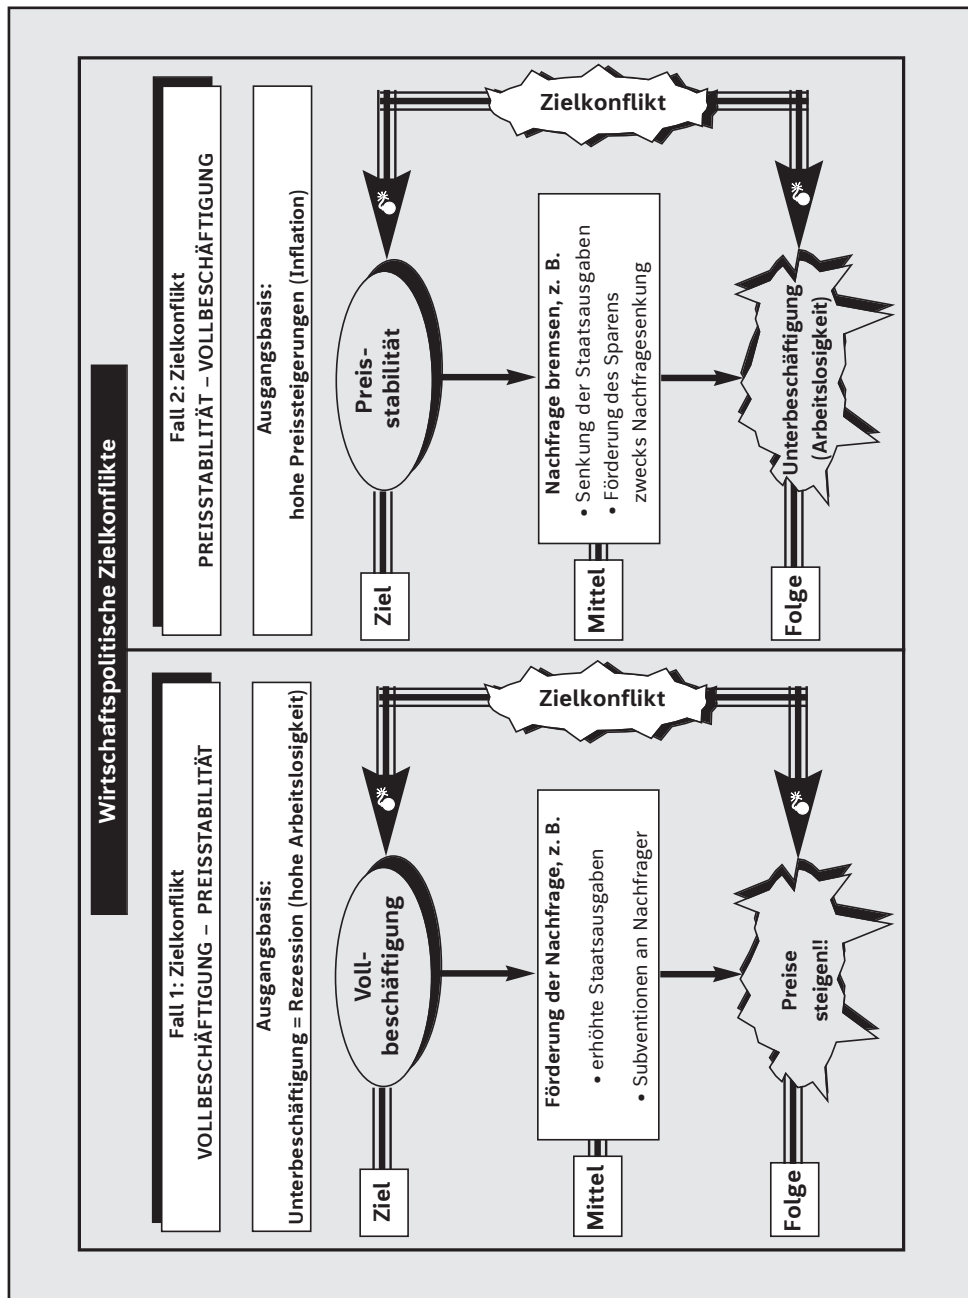 Wirtschaftspolitische Zielkonflikte
Fall 1: Zielkonflikt
VOLLBESCHÄFTIGUNG – PREISSTABILITÄT
Ausgangbasis:
Unterbeschäftigung = Rezession (hohe Arbeitslosigkeit)
Ziel
Voll-
beschäftigung
Mittel
Förderung der Nachfrage, z. B.
• erhöhte Staatsausgaben
• Subventionen an Nachfrager
Folge
Preise
steigen!!
Zielkonflikt
Fall 2: Zielkonflikt
PREISSTABILITÄT – VOLLBESCHÄFTIGUNG
Ausgangbasis:
hohe Preissteigerungen (Inflation)
Ziel
Preis-
stabilität
Mittel
Nachfrage bremsen, z. B.
• Senkung der Staatsausgaben
• Förderung des Sparens
zwecks Nachfragesenkung
Folge
Unterbeschäftigung
(Arbeitslosigkeit)
Zielkonflikt